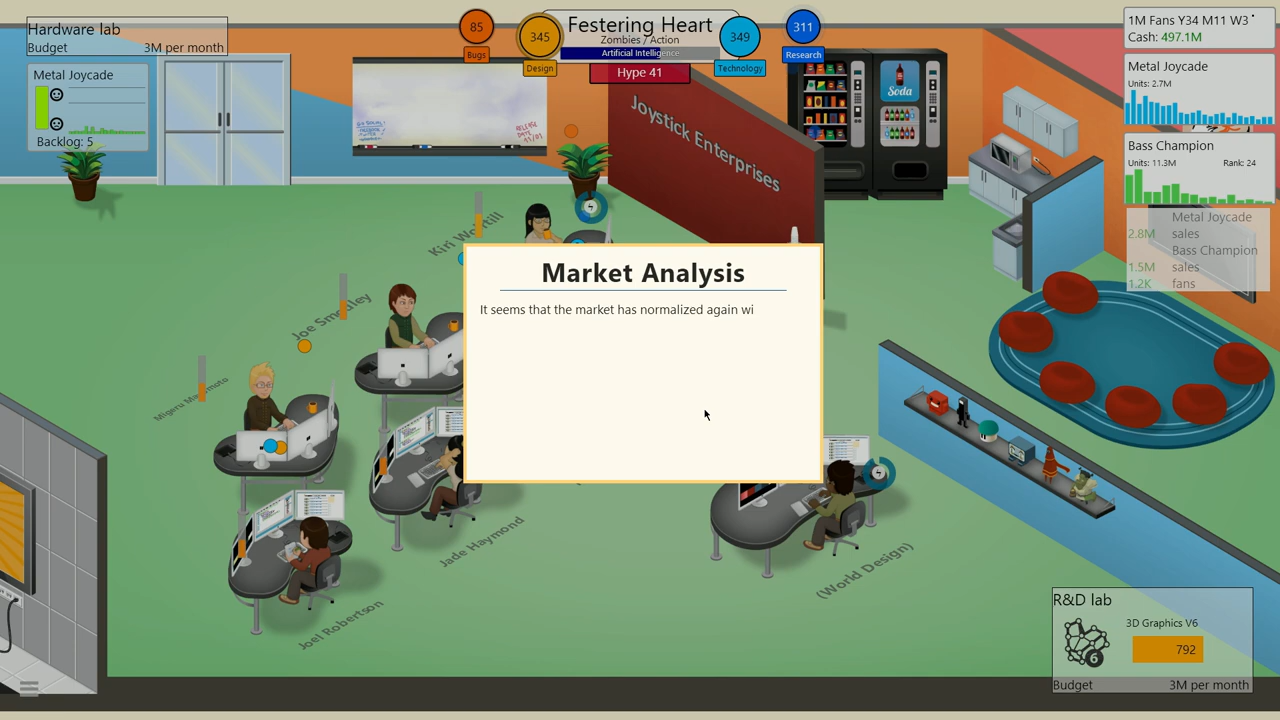 Hardware lab
Budget 3M per month
Metal Joycade
Backlog: 5
85
Bugs
345
Design
Festering Heart
Zombies / Action
Artificial Intelligence
Hype 41
349
Technology
311
Research
1M Fans Y34 M11 W3
Cash: 497.1M
Metal Joycade
Units: 2.7M
Bass Champion
Units: 11.3M Rank: 24
Metal Joycade
2.8M sales
Bass Champion
1.5M sales
1.2K fans
Soda
Joystick Enterprises
RELEASE
DATE
Market Analysis
It seems that the market has normalized again wi
Jade Haymond
Joel Robertson
(World Design)
R&D lab
3D Graphics V6
6
792
Budget 3M per month